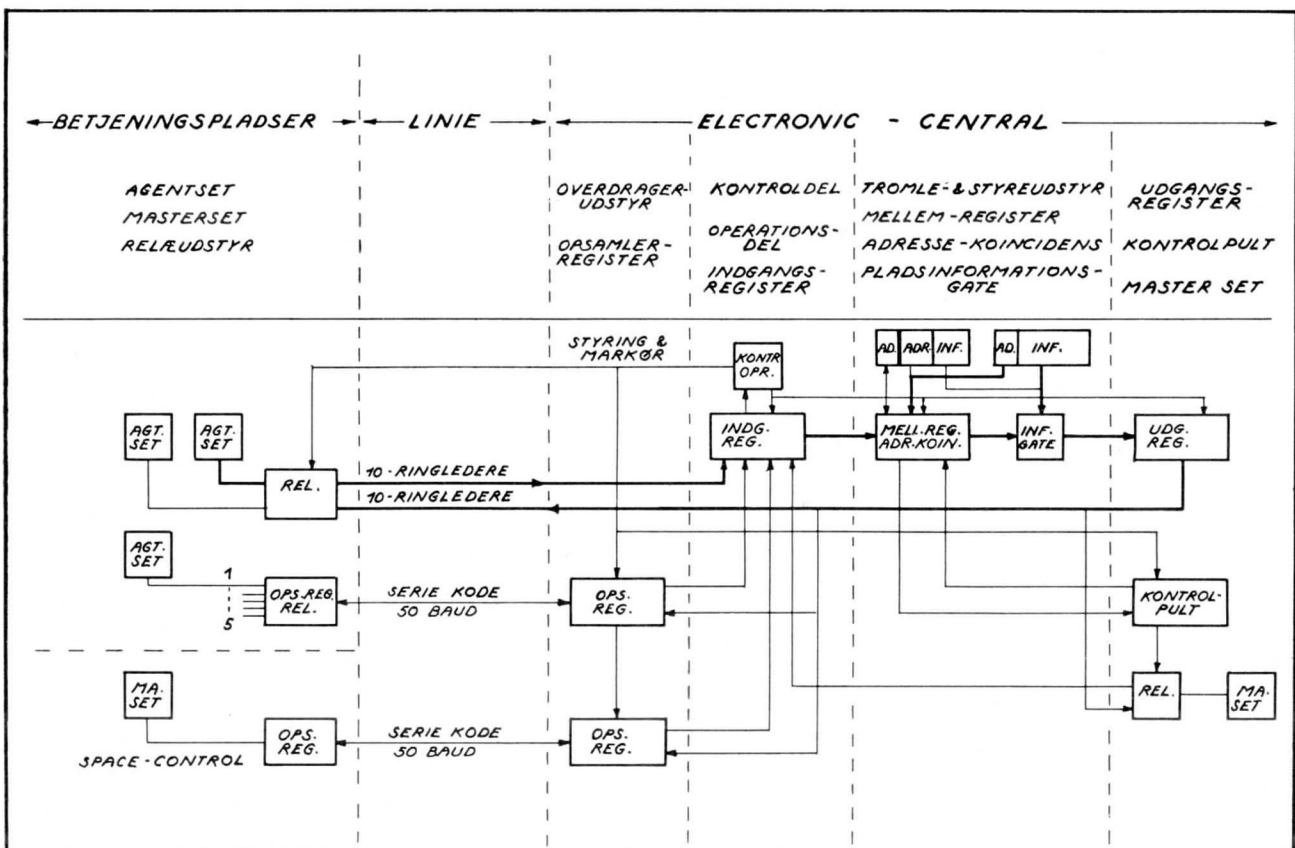 BETJENINGSPLADSER
LINIE
ELECTRONIC - CENTRAL
AGENTSET
MASTERSET
RELÆUDSTYR
OVERDRAGER-
UDSTYR
OPSAMLER-
REGISTER
KONTROLDEL
OPERATIONS-
DEL
INDGANGS-
REGISTER
TROMLE- & STYREUDSTYR
MELLEM-REGISTER
ADRESSE-KOINCIDENS
PLADSINFORMATIONS-
GATE
UDGANGS-
REGISTER
KONTROLPULT
MASTER SET
STYRING &
MARKØR
KONTR.
OPR.
AD.
ADR.
INF.
AD.
INF.
AGT.
SET
AGT.
SET
INDG.
REG.
MELL.REG.
ADR.KOIN.
INF.
GATE
UDG.
REG.
REL.
10-RINGLEDERE
10-RINGLEDERE
AGT.
SET
1
5
OPS.REG.
REL.
SERIE KODE
50 BAUD
OPS.
REG.
KONTROL-
PULT
MA.
SET
OPS.
REG.
SERIE KODE
50 BAUD
OPS.
REG.
REL.
MA.
SET
SPACE-CONTROL